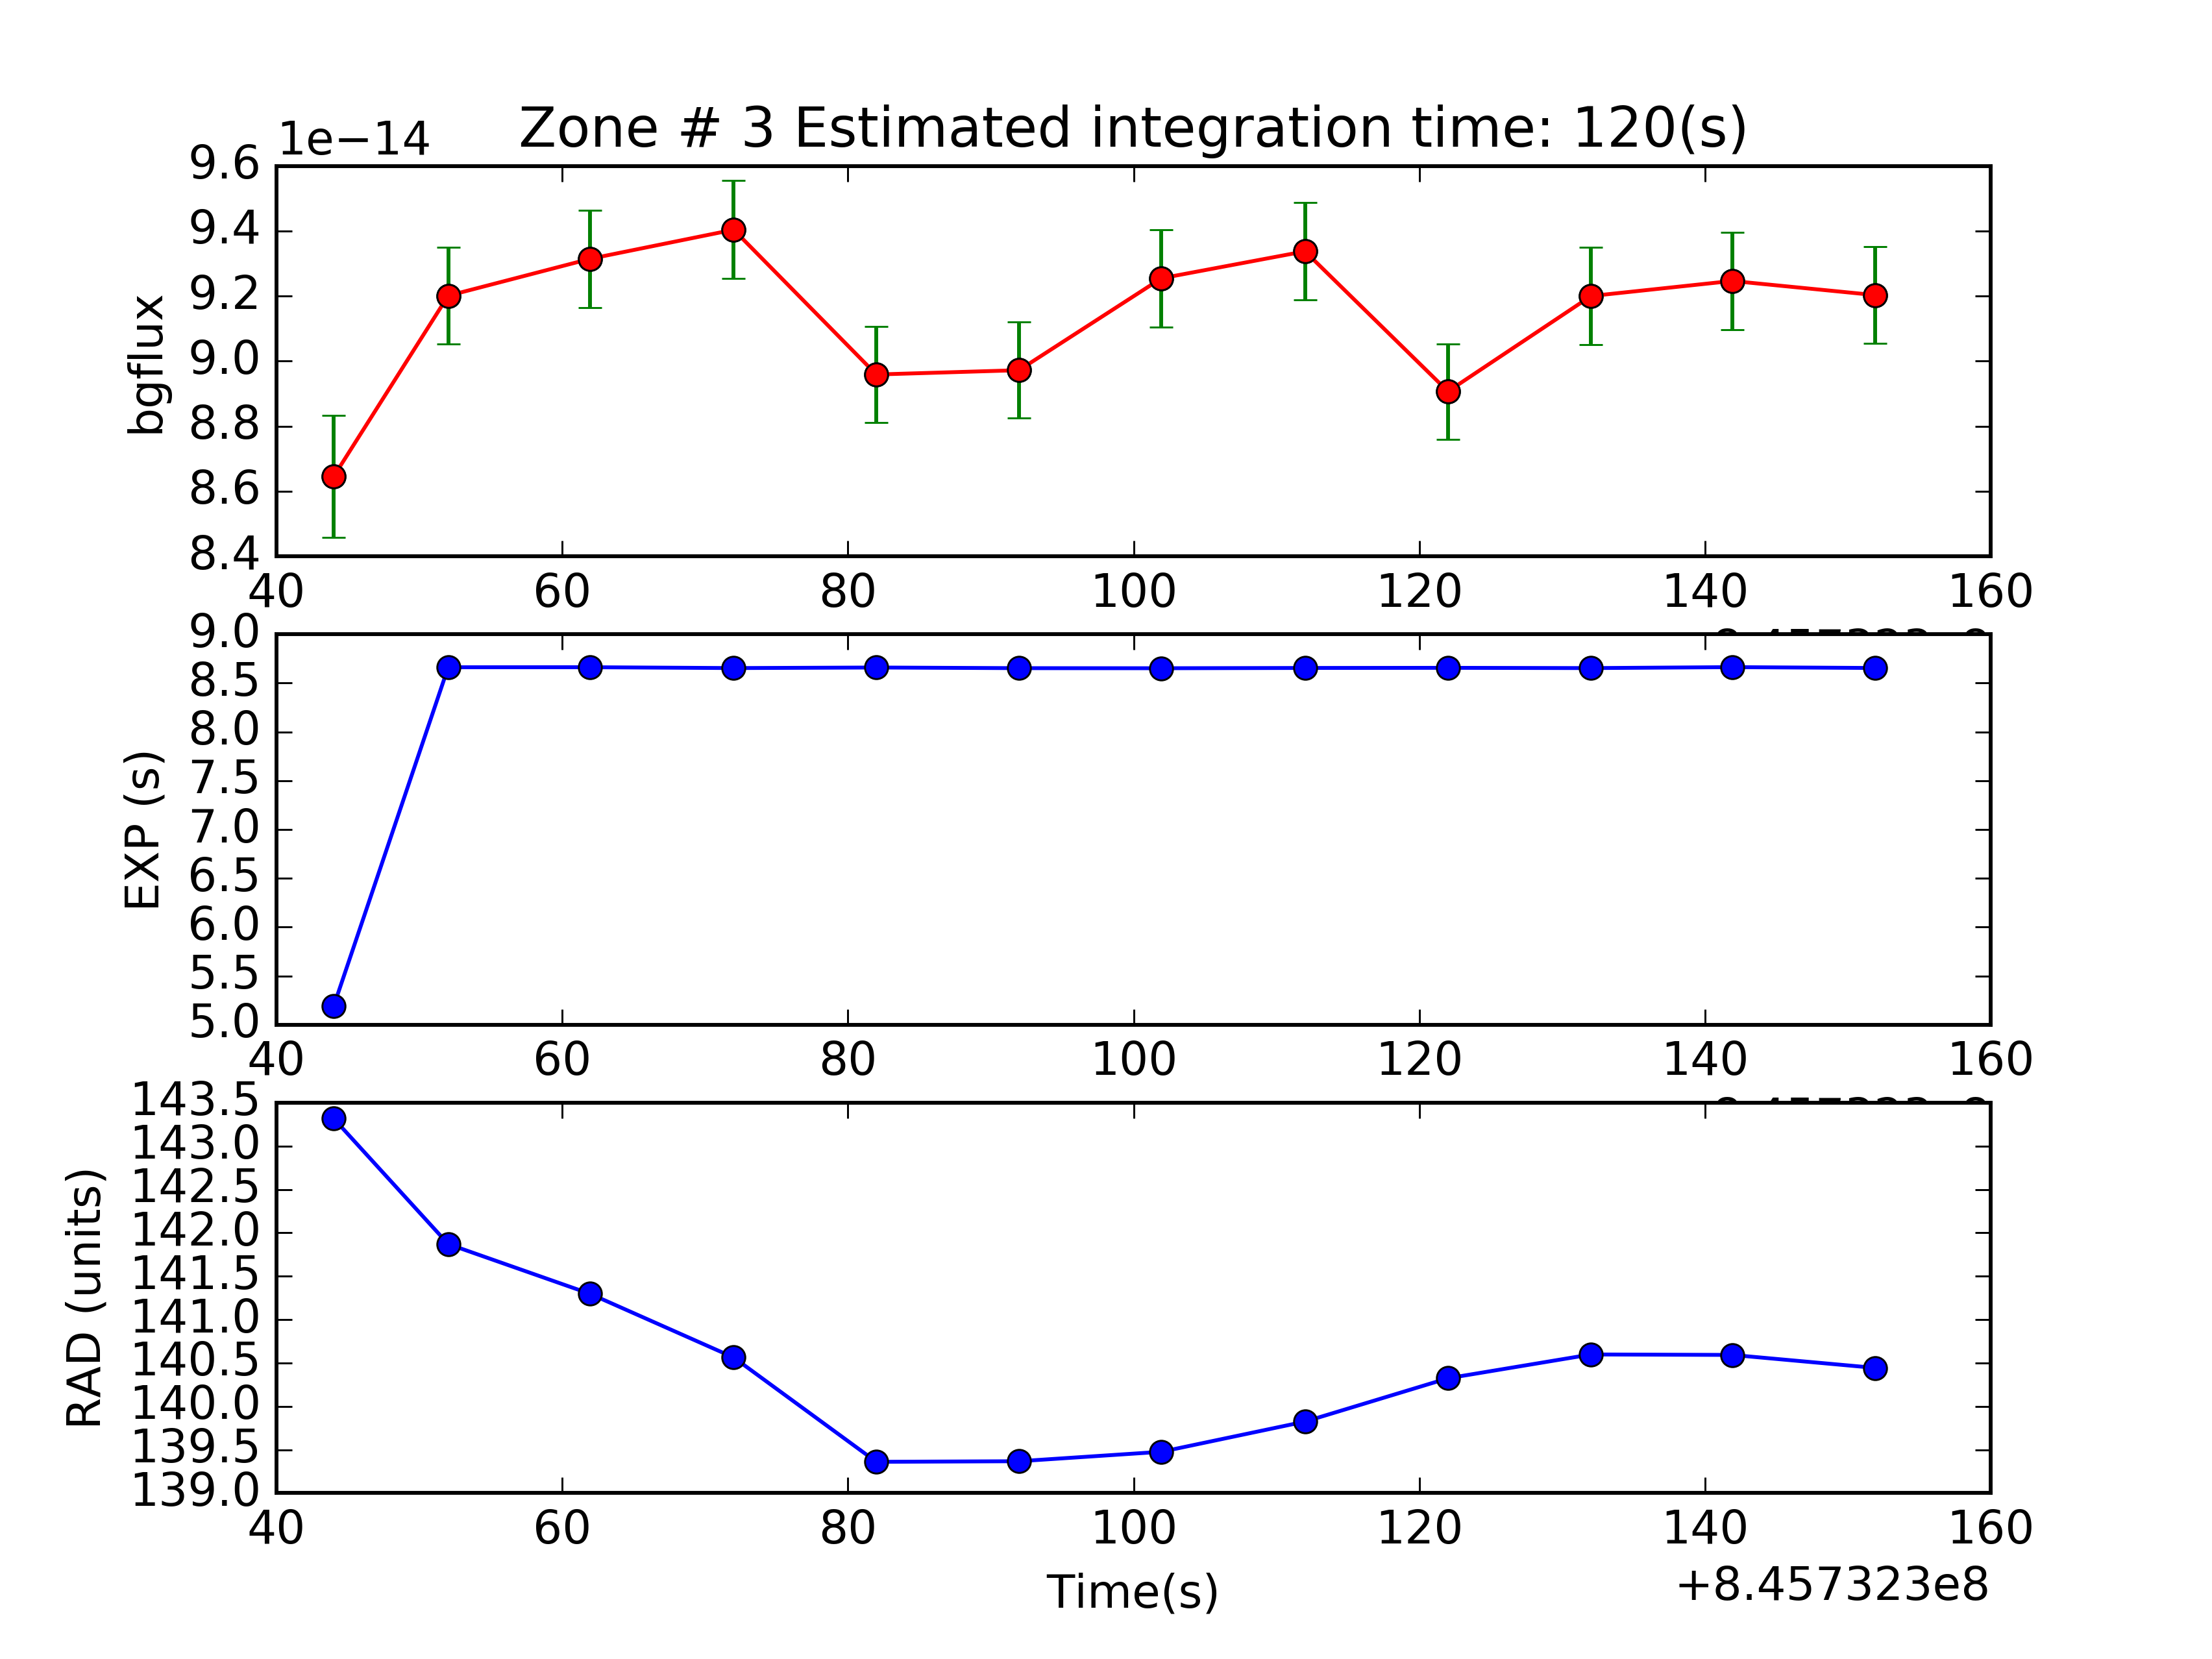 Zone # 3 Estimated integration time: 120(s)
1e−14
9.6
9.4
9.2
9.0
8.8
8.6
8.4
bgflux
40 60 80 100 120 140 160
9.0
8.5
8.0
7.5
7.0
6.5
6.0
5.5
5.0
EXP (s)
40 60 80 100 120 140 160
143.5
143.0
142.5
142.0
141.5
141.0
140.5
140.0
139.5
139.0
RAD (units)
40 60 80 100 120 140 160
Time(s)
+8.457323e8